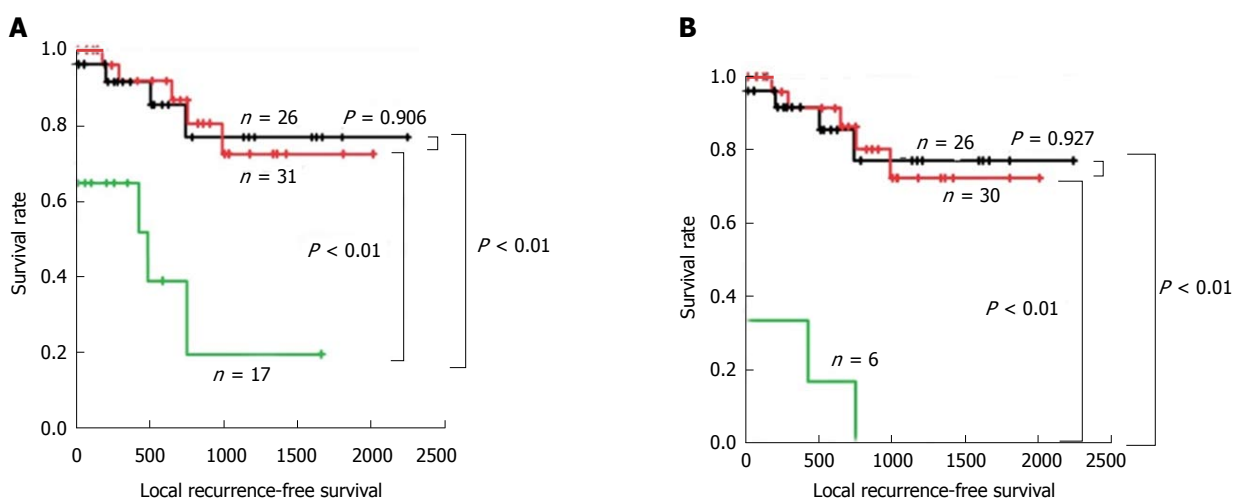 A
1.0
0.8
0.6
0.4
0.2
0.0
Survival rate
n = 26
P = 0.906
n = 31
P < 0.01
P < 0.01
n = 17
0 500 1000 1500 2000 2500
Local recurrence-free survival
B
1.0
0.8
0.6
0.4
0.2
0.0
Survival rate
n = 26
P = 0.927
n = 30
P < 0.01
P < 0.01
n = 6
0 500 1000 1500 2000 2500
Local recurrence-free survival